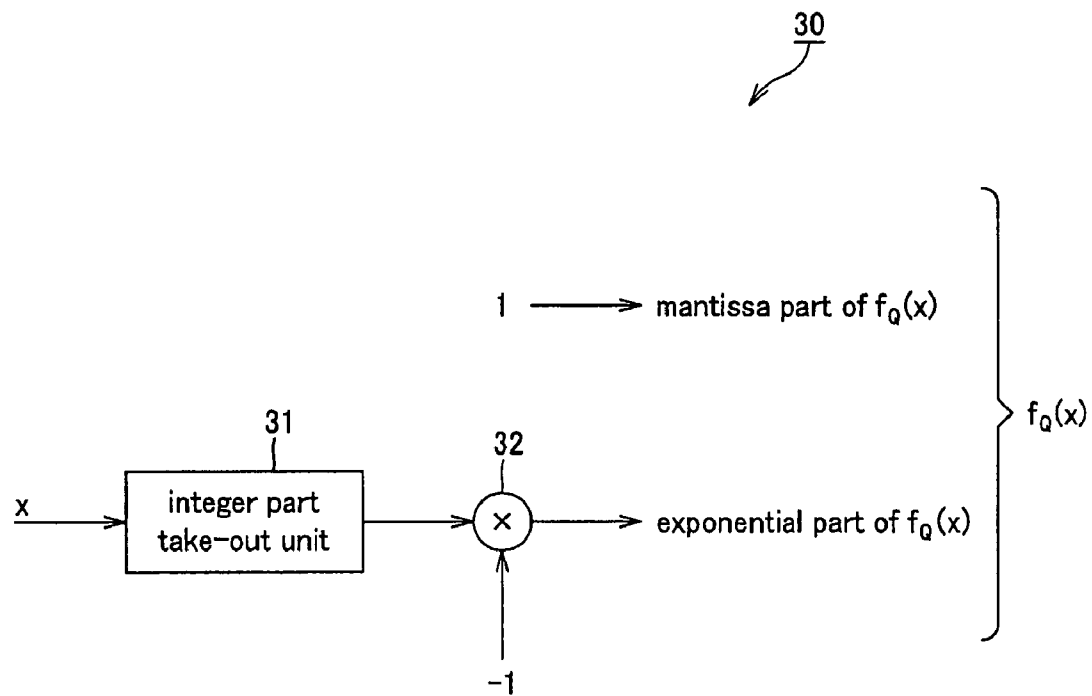 30
1 mantissa part of f_Q(x)
f_Q(x)
31
32
x
integer part
take-out unit
×
exponential part of f_Q(x)
-1